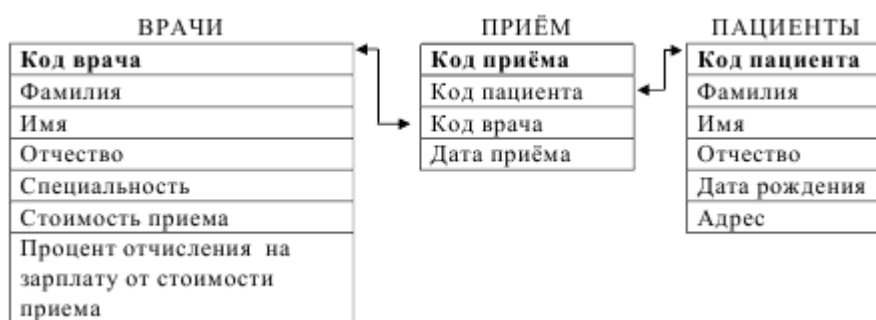 ВРАЧИ
Код врача
Фамилия
Имя
Отчество
Специальность
Стоимость приема
Процент отчисления на
зарплату от стоимости
приема
ПРИЁМ
Код приёма
Код пациента
Код врача
Дата приёма
ПАЦИЕНТЫ
Код пациента
Фамилия
Имя
Отчество
Дата рождения
Адрес